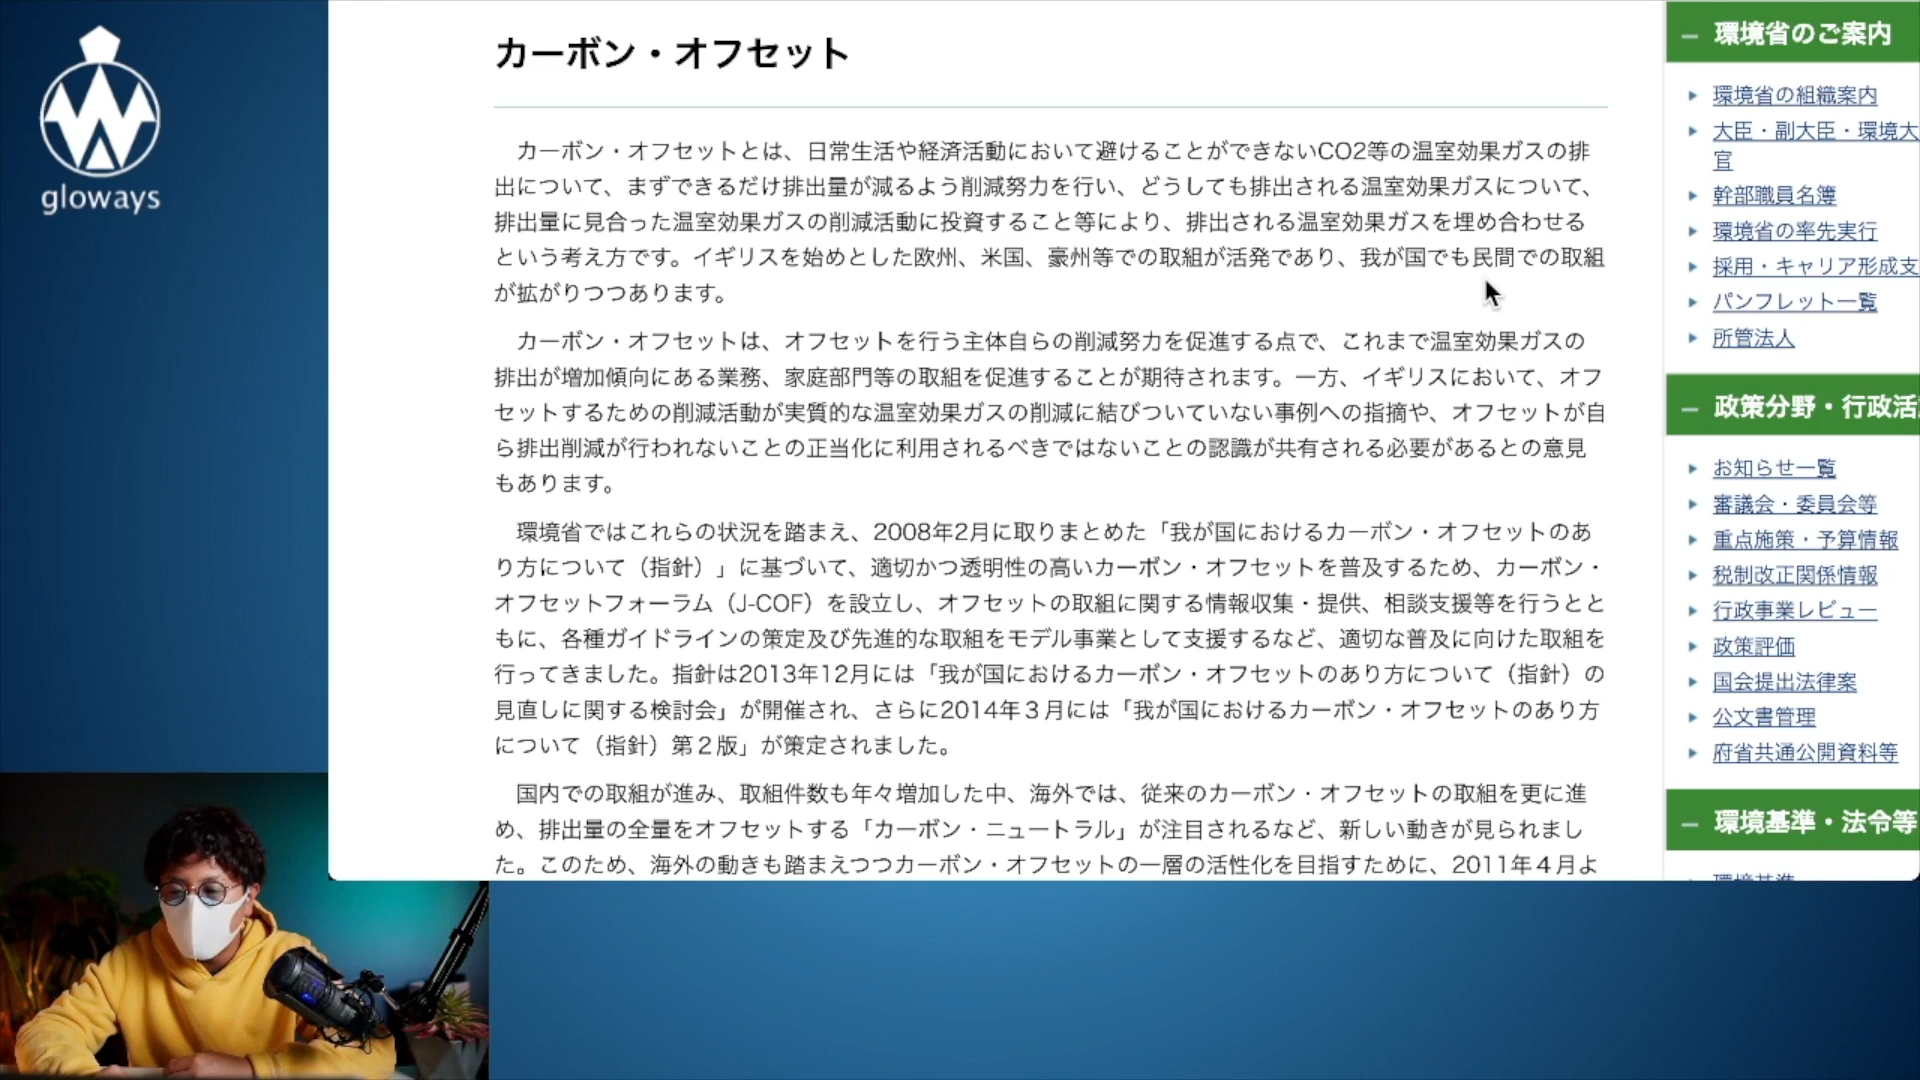 gloways
カーボン・オフセット
　カーボン・オフセットとは、日常生活や経済活動において避けることができないCO2等の温室効果ガスの排
出について、まずできるだけ排出量が減るよう削減努力を行い、どうしても排出される温室効果ガスについて、
排出量に見合った温室効果ガスの削減活動に投資すること等により、排出される温室効果ガスを埋め合わせる
という考え方です。イギリスを始めとした欧州、米国、豪州等での取組が活発であり、我が国でも民間での取組
が拡がりつつあります。
　カーボン・オフセットは、オフセットを行う主体自らの削減努力を促進する点で、これまで温室効果ガスの
排出が増加傾向にある業務、家庭部門等の取組を促進することが期待されます。一方、イギリスにおいて、オフ
セットするための削減活動が実質的な温室効果ガスの削減に結びついていない事例への指摘や、オフセットが自
ら排出削減が行われないことの正当化に利用されるべきではないことの認識が共有される必要があるとの意見
もあります。
　環境省ではこれらの状況を踏まえ、2008年2月に取りまとめた「我が国におけるカーボン・オフセットのあ
り方について（指針）」に基づいて、適切かつ透明性の高いカーボン・オフセットを普及するため、カーボン・
オフセットフォーラム（J-COF）を設立し、オフセットの取組に関する情報収集・提供、相談支援等を行うとと
もに、各種ガイドラインの策定及び先進的な取組をモデル事業として支援するなど、適切な普及に向けた取組を
行ってきました。指針は2013年12月には「我が国におけるカーボン・オフセットのあり方について（指針）の
見直しに関する検討会」が開催され、さらに2014年３月には「我が国におけるカーボン・オフセットのあり方
について（指針）第２版」が策定されました。
　国内での取組が進み、取組件数も年々増加した中、海外では、従来のカーボン・オフセットの取組を更に進
め、排出量の全量をオフセットする「カーボン・ニュートラル」が注目されるなど、新しい動きが見られまし
た。このため、海外の動きも踏まえつつカーボン・オフセットの一層の活性化を目指すために、2011年４月よ
環境省のご案内
環境省の組織案内
大臣・副大臣・環境大
官
幹部職員名簿
環境省の率先実行
採用・キャリア形成支
パンフレット一覧
所管法人
政策分野・行政活
お知らせ一覧
審議会・委員会等
重点施策・予算情報
税制改正関係情報
行政事業レビュー
政策評価
国会提出法律案
公文書管理
府省共通公開資料等
環境基準・法令等
環境基準